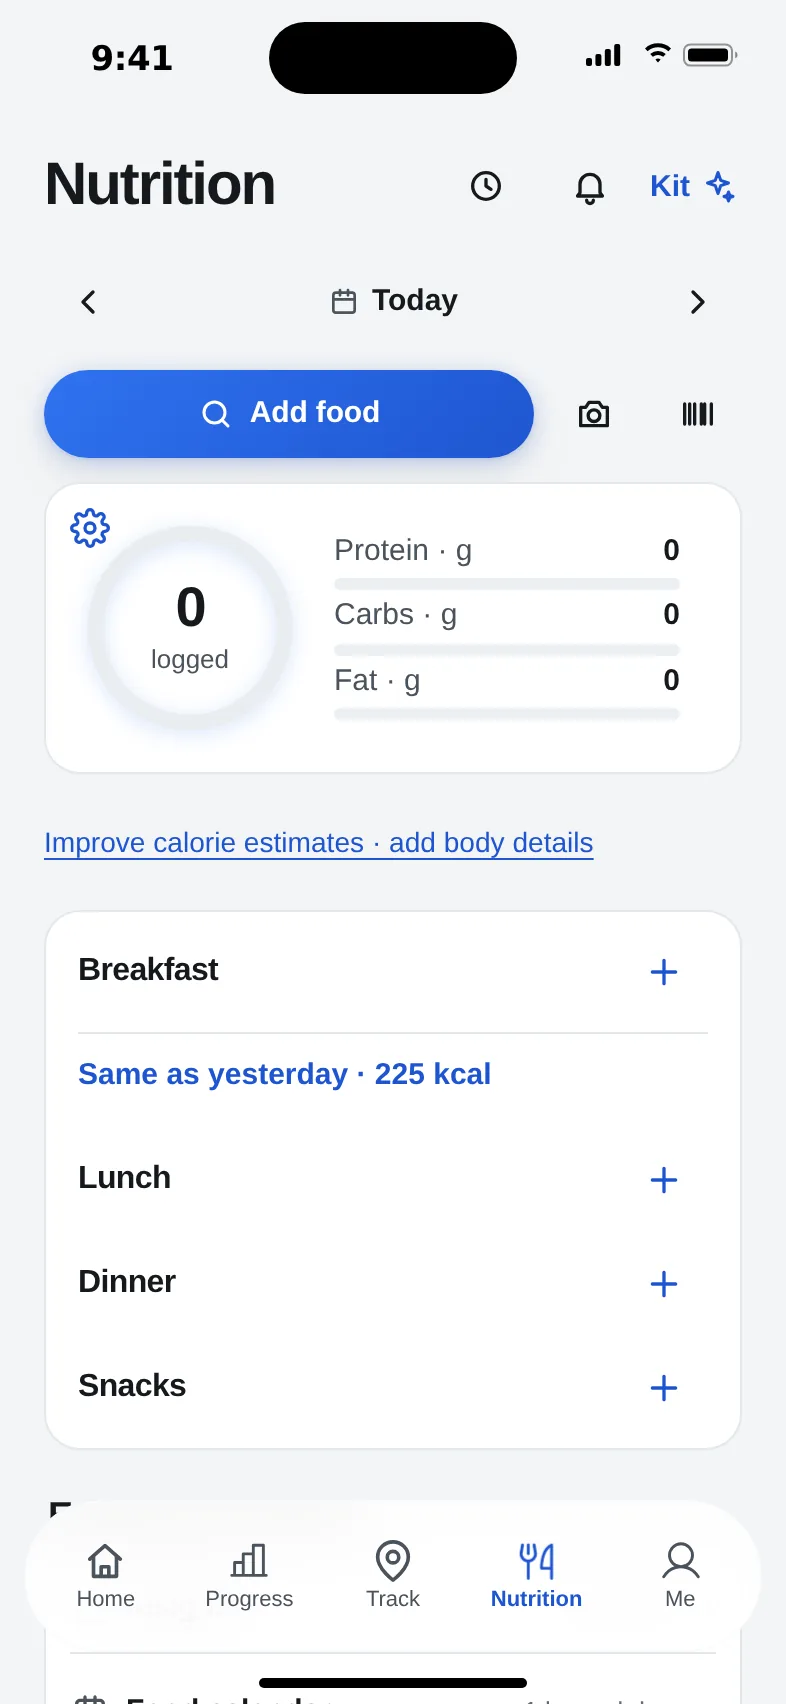 9:41
Nutrition
Kit
Today
Add food
0
logged
Protein · g 0
Carbs · g 0
Fat · g 0
Improve calorie estimates · add body details
Breakfast
Same as yesterday · 225 kcal
Lunch
Dinner
Snacks
Home Progress Track Nutrition Me